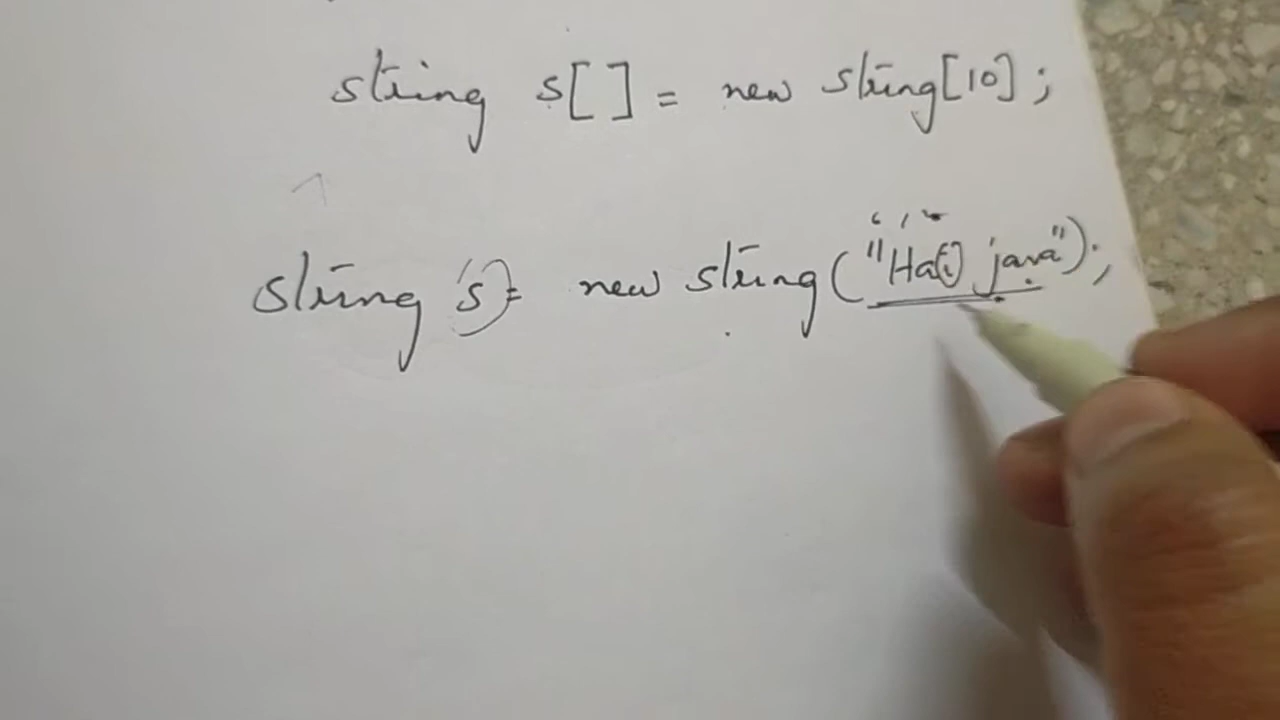 string s[] = new string[10];
string s = new string("Hai java");